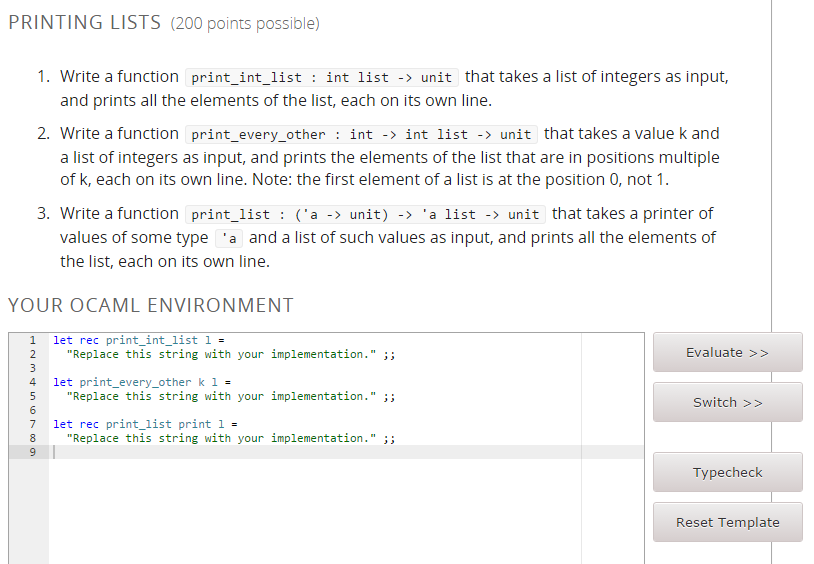 PRINTING LISTS (200 points possible)
1. Write a function print_int_list : int list -> unit that takes a list of integers as input,
and prints all the elements of the list, each on its own line.
2. Write a function print_every_other : int -> int list -> unit that takes a value k and
a list of integers as input, and prints the elements of the list that are in positions multiple
of k, each on its own line. Note: the first element of a list is at the position 0, not 1.
3. Write a function print_list : ('a -> unit) -> 'a list -> unit that takes a printer of
values of some type 'a and a list of such values as input, and prints all the elements of
the list, each on its own line.
YOUR OCAML ENVIRONMENT
1 let rec print_int_list l =
2 "Replace this string with your implementation." ;;
3
4 let print_every_other k l =
5 "Replace this string with your implementation." ;;
6
7 let rec print_list print l =
8 "Replace this string with your implementation." ;;
9
Evaluate >>
Switch >>
Typecheck
Reset Template